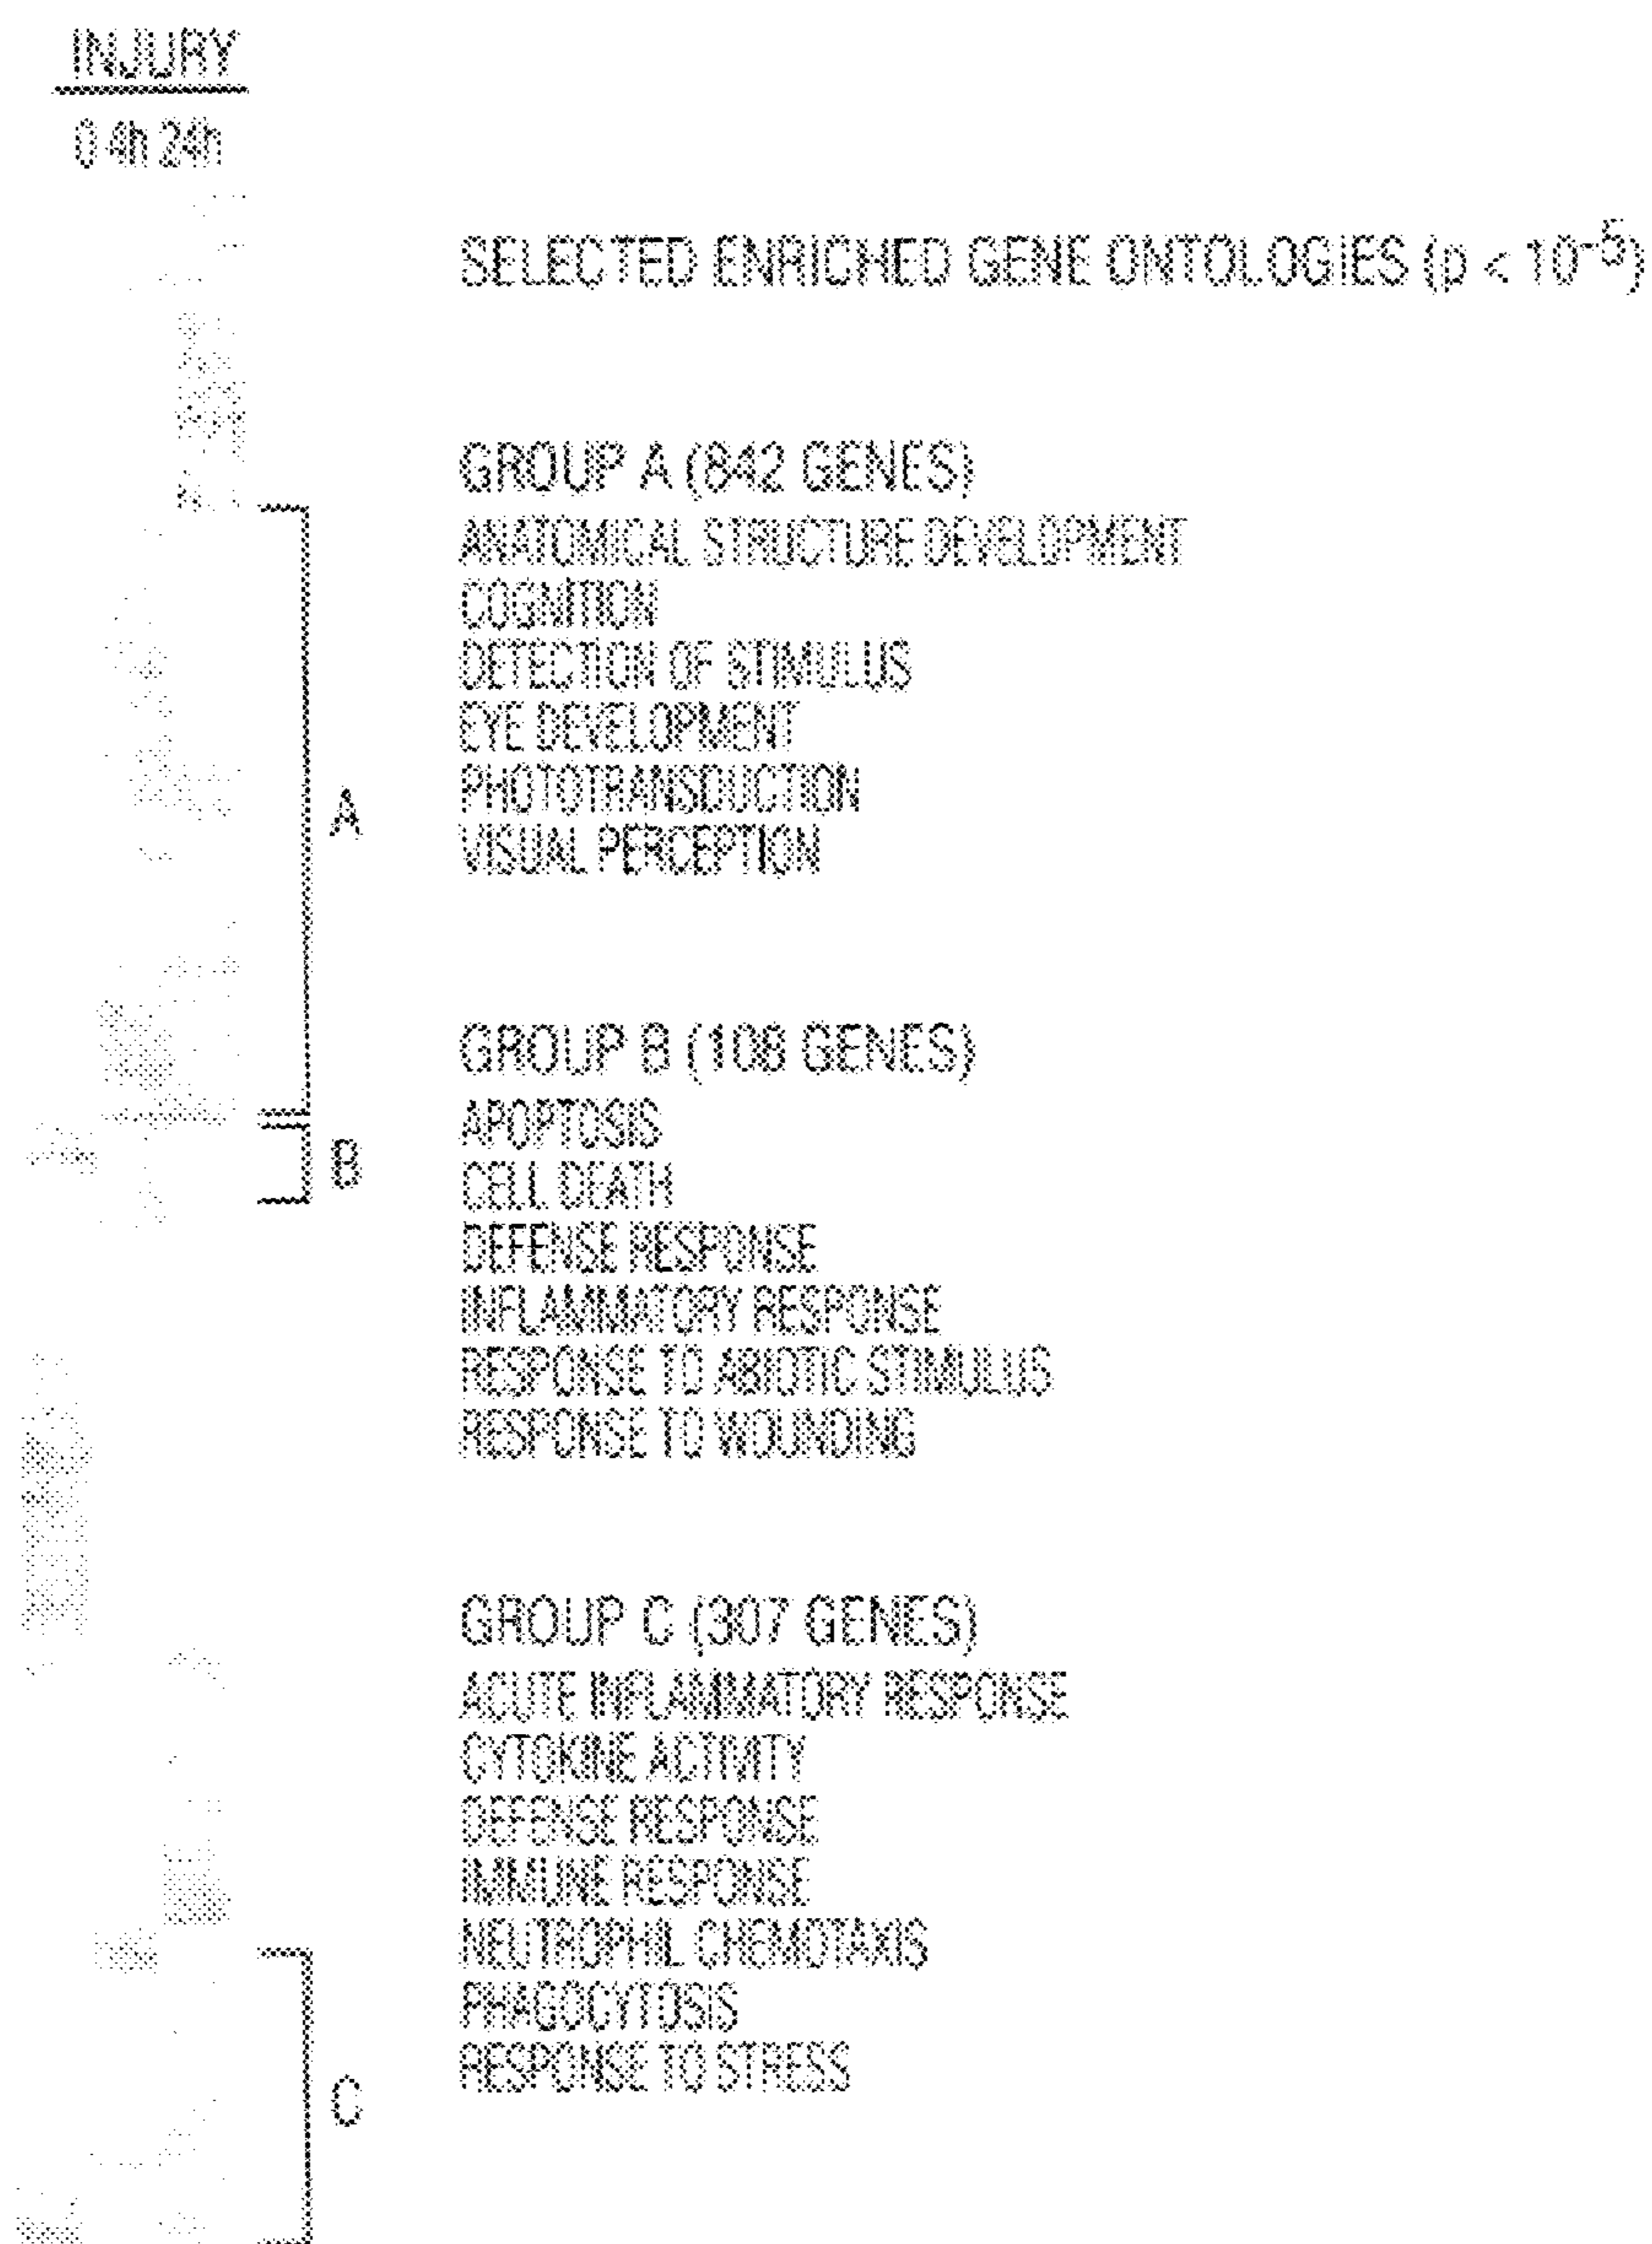 INJURY
0 4h 24h
SELECTED ENRICHED GENE ONTOLOGIES (p < 10-5)
GROUP A (842 GENES)
ANATOMICAL STRUCTURE DEVELOPMENT
COGNITION
DETECTION OF STIMULUS
EYE DEVELOPMENT
PHOTOTRANSDUCTION
VISUAL PERCEPTION
A
GROUP B (108 GENES)
APOPTOSIS
CELL DEATH
DEFENSE RESPONSE
INFLAMMATORY RESPONSE
RESPONSE TO ABIOTIC STIMULUS
RESPONSE TO WOUNDING
B
GROUP C (307 GENES)
ACUTE INFLAMMATORY RESPONSE
CYTOKINE ACTIVITY
DEFENSE RESPONSE
IMMUNE RESPONSE
NEUTROPHIL CHEMOTAXIS
PHAGOCYTOSIS
RESPONSE TO STRESS
C